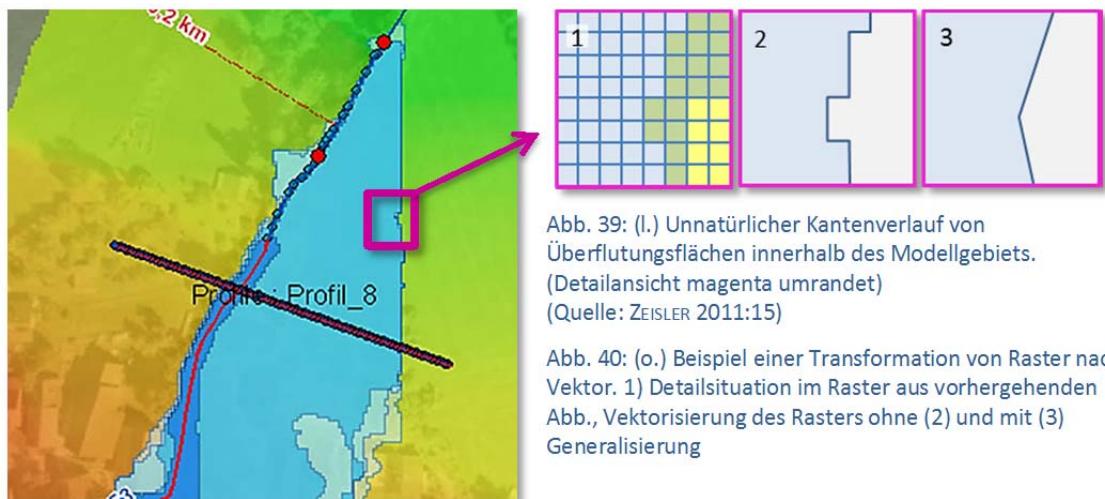 ,2 km
Profile : Profil_8
1
2
3
Abb. 39: (l.) Unnatürlicher Kantenverlauf von
Überflutungsflächen innerhalb des Modellgebiets.
(Detailansicht magenta umrandet)
(Quelle: ZEISLER 2011:15)
Abb. 40: (o.) Beispiel einer Transformation von Raster nac
Vektor. 1) Detailsituation im Raster aus vorhergehenden
Abb., Vektorisierung des Rasters ohne (2) und mit (3)
Generalisierung